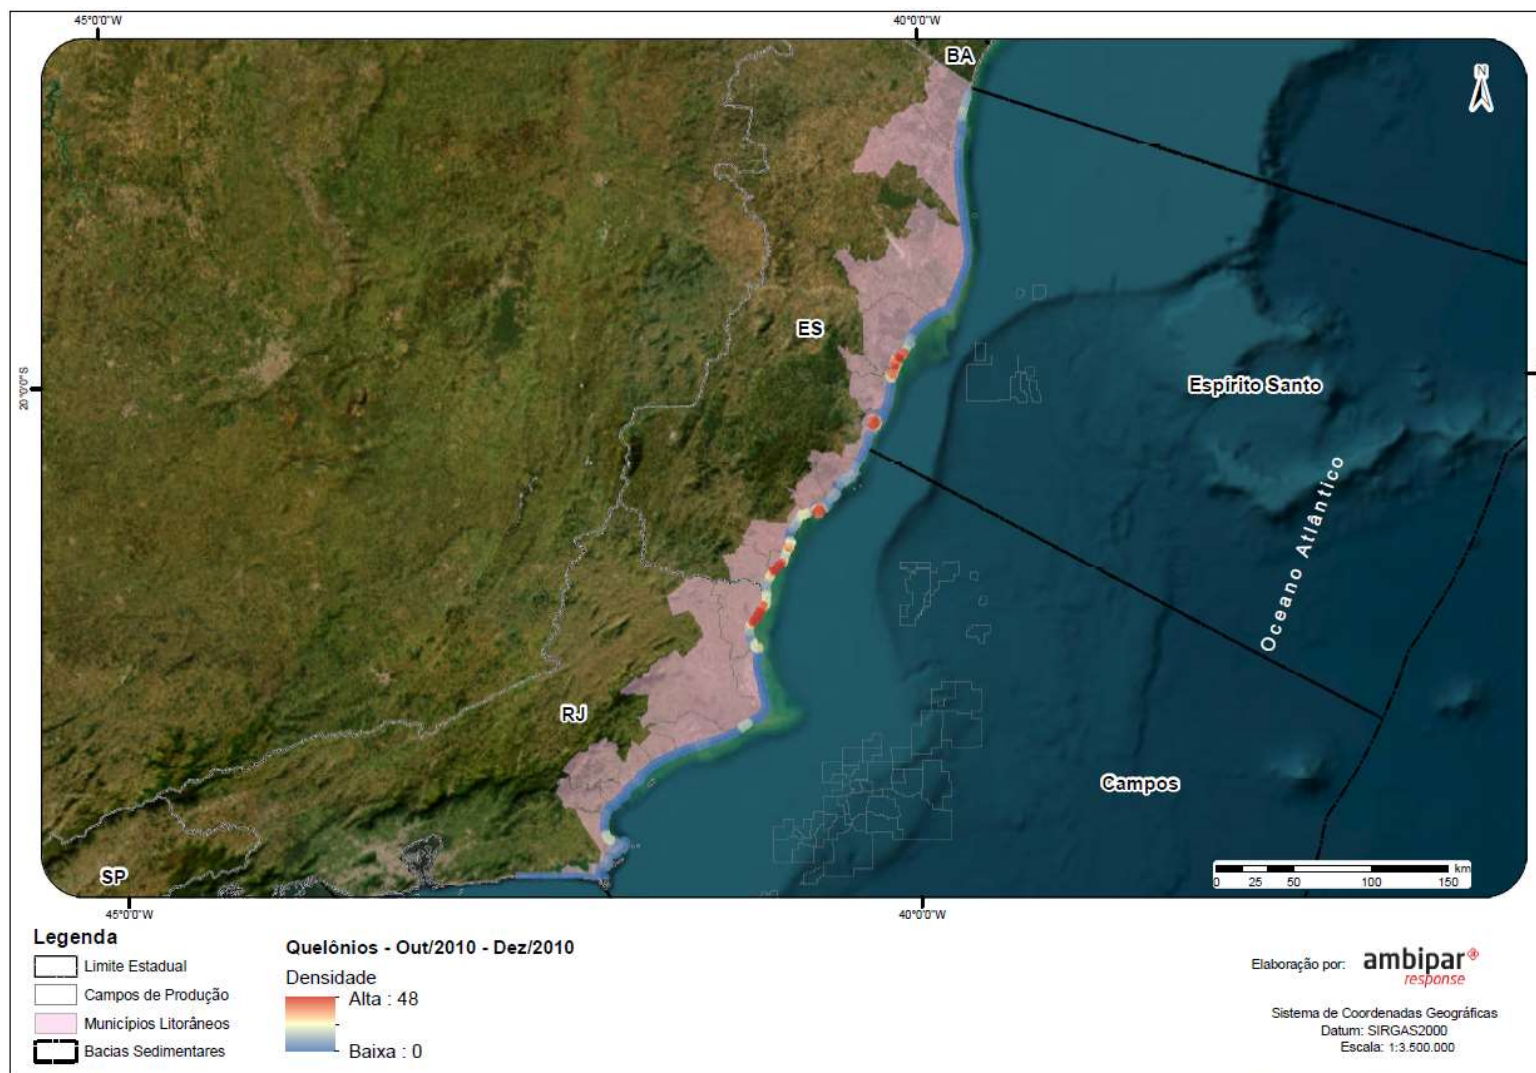 45°0'0"W
40°0'0"W
BA
N
ES
20°0'0"S
Espírito Santo
Oceano Atlântico
RJ
Campos
SP
0 25 50 100 150 km
45°0'0"W
40°0'0"W
Legenda
Limite Estadual
Campos de Produção
Municípios Litorâneos
Bacias Sedimentares
Quelônios - Out/2010 - Dez/2010
Densidade
Alta : 48
Baixa : 0
Elaboração por:
ambipar
response
Sistema de Coordenadas Geográficas
Datum: SIRGAS2000
Escala: 1:3.500.000